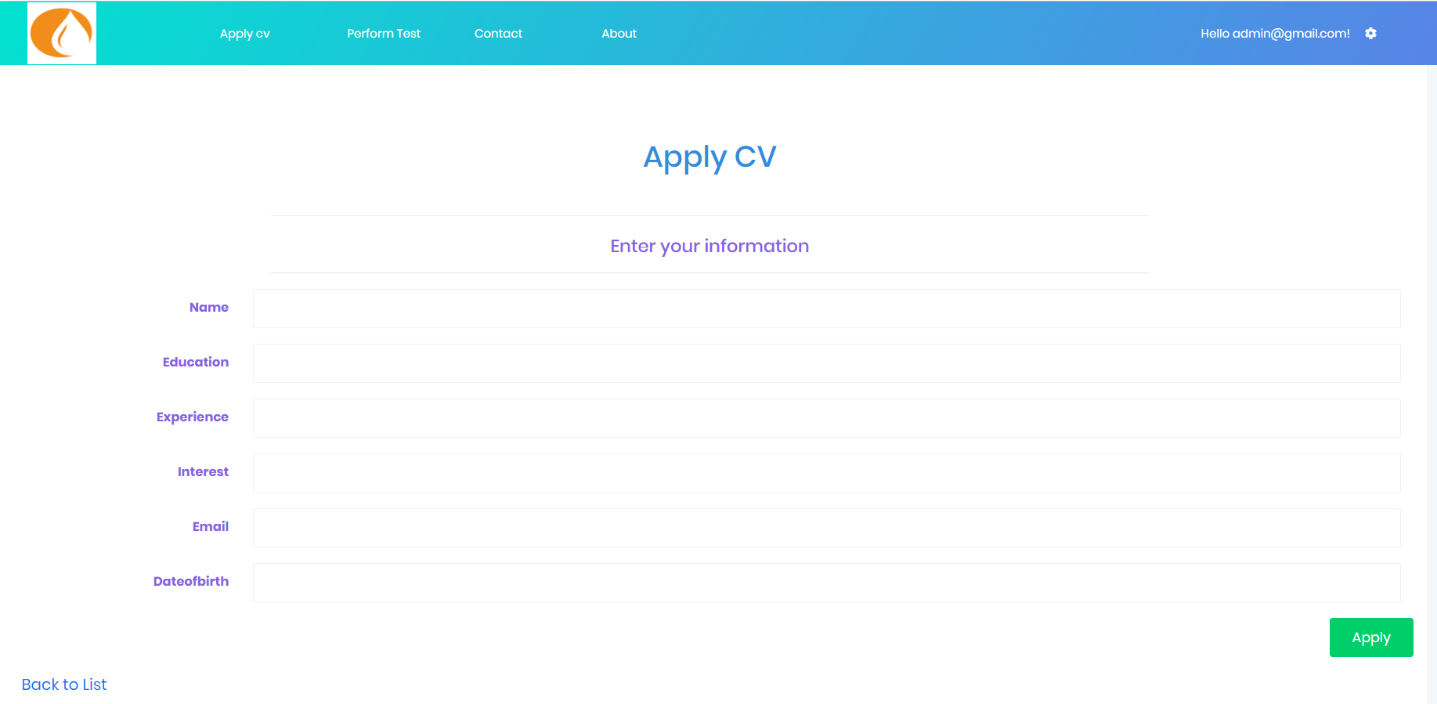 Apply cv Perform Test Contact About Hello admin@gmail.com!
Apply CV
Enter your information
Name
Education
Experience
Interest
Email
Dateofbirth
Apply
Back to List